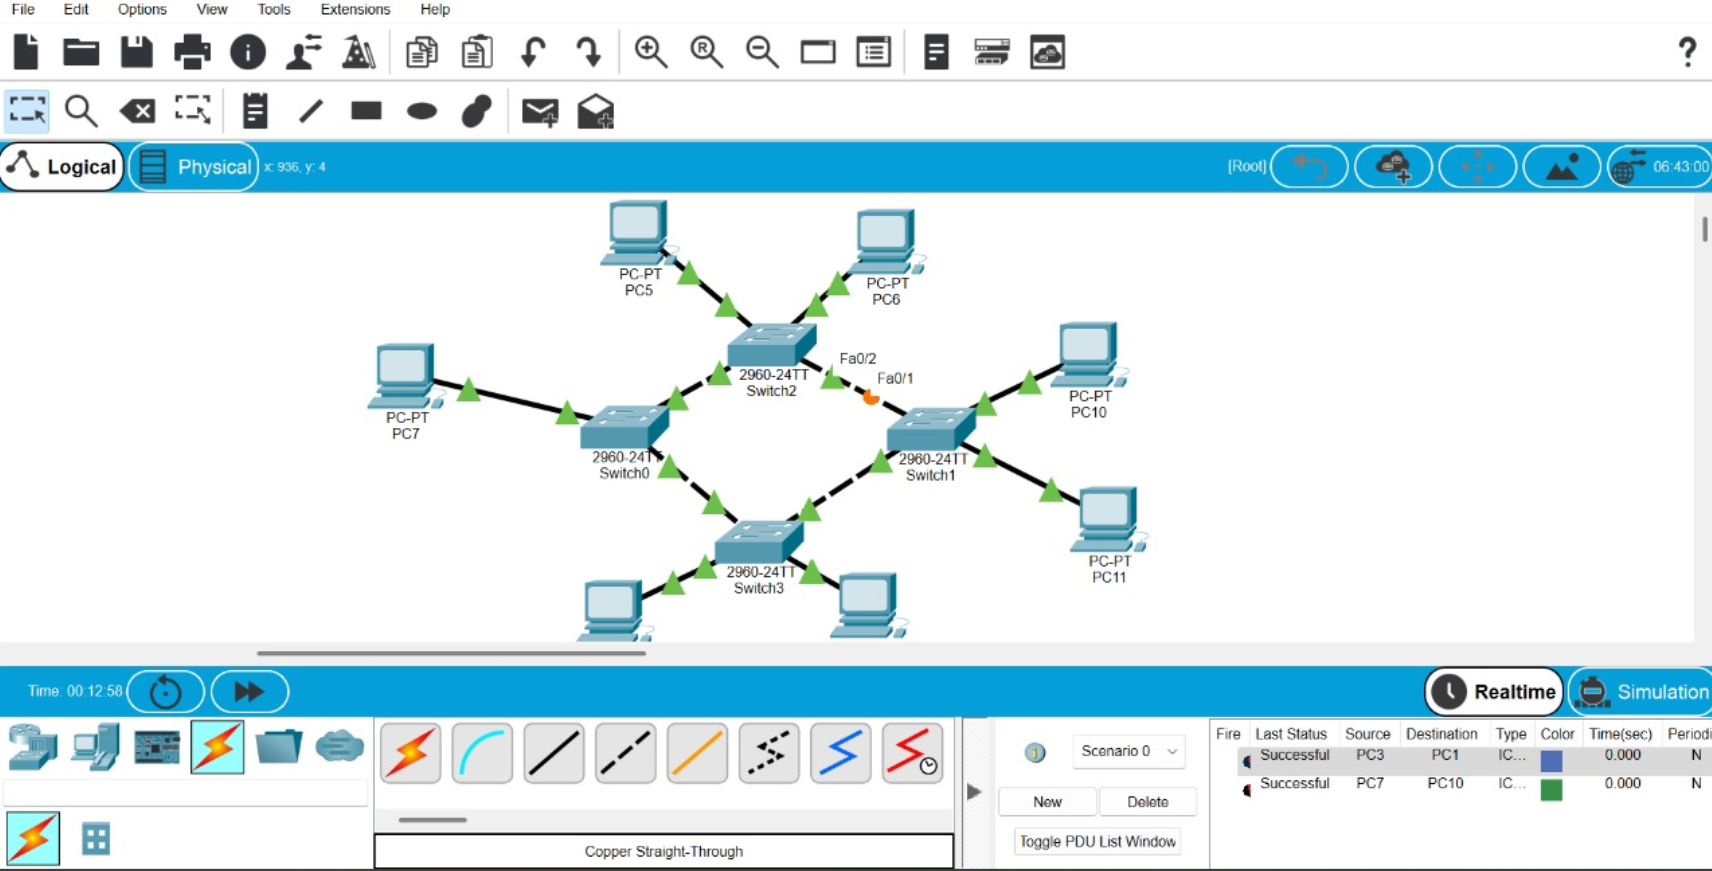 File Edit Options View Tools Extensions Help
Logical Physical x: 936, y: 4 [Root] 06:43:00
PC-PT
PC5
PC-PT
PC6
Fa0/2
Fa0/1
2960-24TT
Switch2
PC-PT
PC10
PC-PT
PC7
2960-24TT
Switch0
2960-24TT
Switch1
PC-PT
PC11
2960-24TT
Switch3
Time: 00:12:58 Realtime Simulation
Scenario 0
New Delete
Toggle PDU List Window
Copper Straight-Through
Fire Last Status Source Destination Type Color Time(sec) Periodi
Successful PC3 PC1 IC... 0.000 N
Successful PC7 PC10 IC... 0.000 N